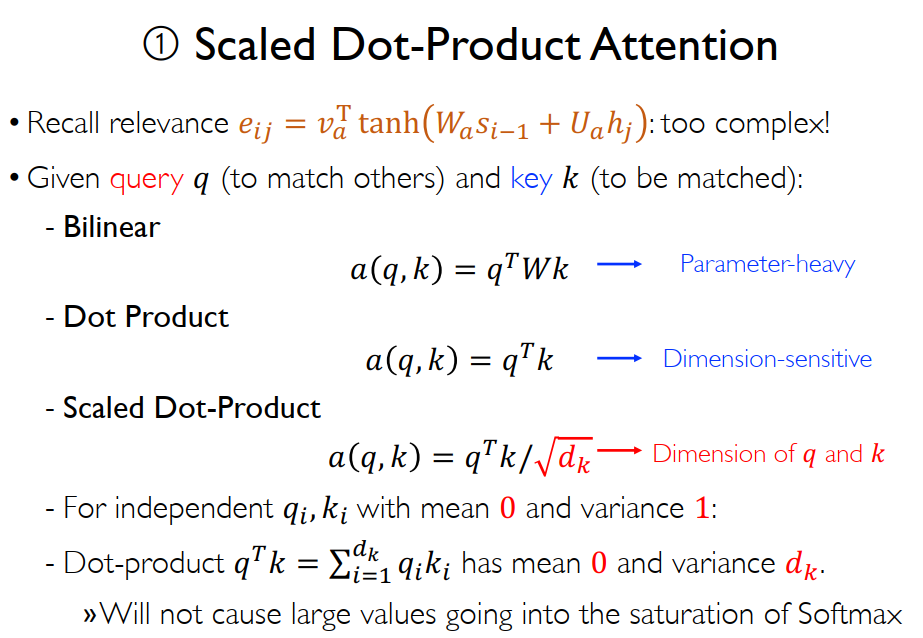 ① Scaled Dot-Product Attention
• Recall relevance e_{ij} = v_a^T tanh(W_a s_{i−1} + U_a h_j): too complex!
• Given query q (to match others) and key k (to be matched):
- Bilinear
a(q, k) = q^T Wk → Parameter-heavy
- Dot Product
a(q, k) = q^T k → Dimension-sensitive
- Scaled Dot-Product
a(q, k) = q^T k/√d_k → Dimension of q and k
- For independent q_i, k_i with mean 0 and variance 1:
- Dot-product q^T k = ∑_{i=1}^{d_k} q_i k_i has mean 0 and variance d_k.
»Will not cause large values going into the saturation of Softmax